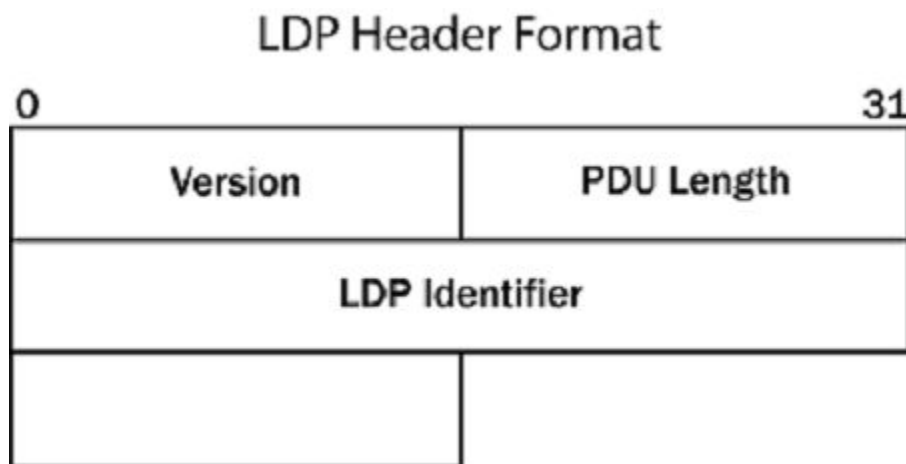 LDP Header Format
0 31
Version PDU Length
LDP Identifier